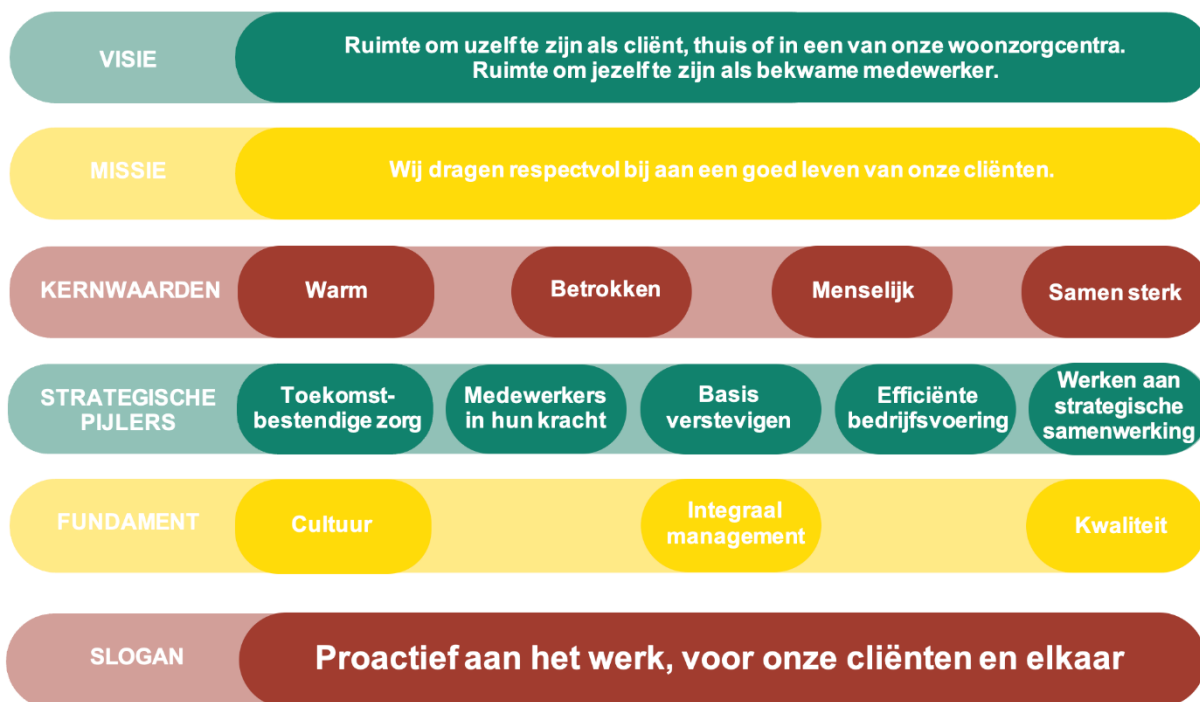 VISIE
Ruimte om uzelf te zijn als cliënt, thuis of in een van onze woonzorgcentra.
Ruimte om jezelf te zijn als bekwame medewerker.
MISSIE
Wij dragen respectvol bij aan een goed leven van onze cliënten.
KERNWAARDEN
Warm
Betrokken
Menselijk
Samen sterk
STRATEGISCHE
PIJLERS
Toekomst-
bestendige zorg
Medewerkers
in hun kracht
Basis
verstevigen
Efficiënte
bedrijfsvoering
Werken aan
strategische
samenwerking
FUNDAMENT
Cultuur
Integraal
management
Kwaliteit
SLOGAN
Proactief aan het werk, voor onze cliënten en elkaar